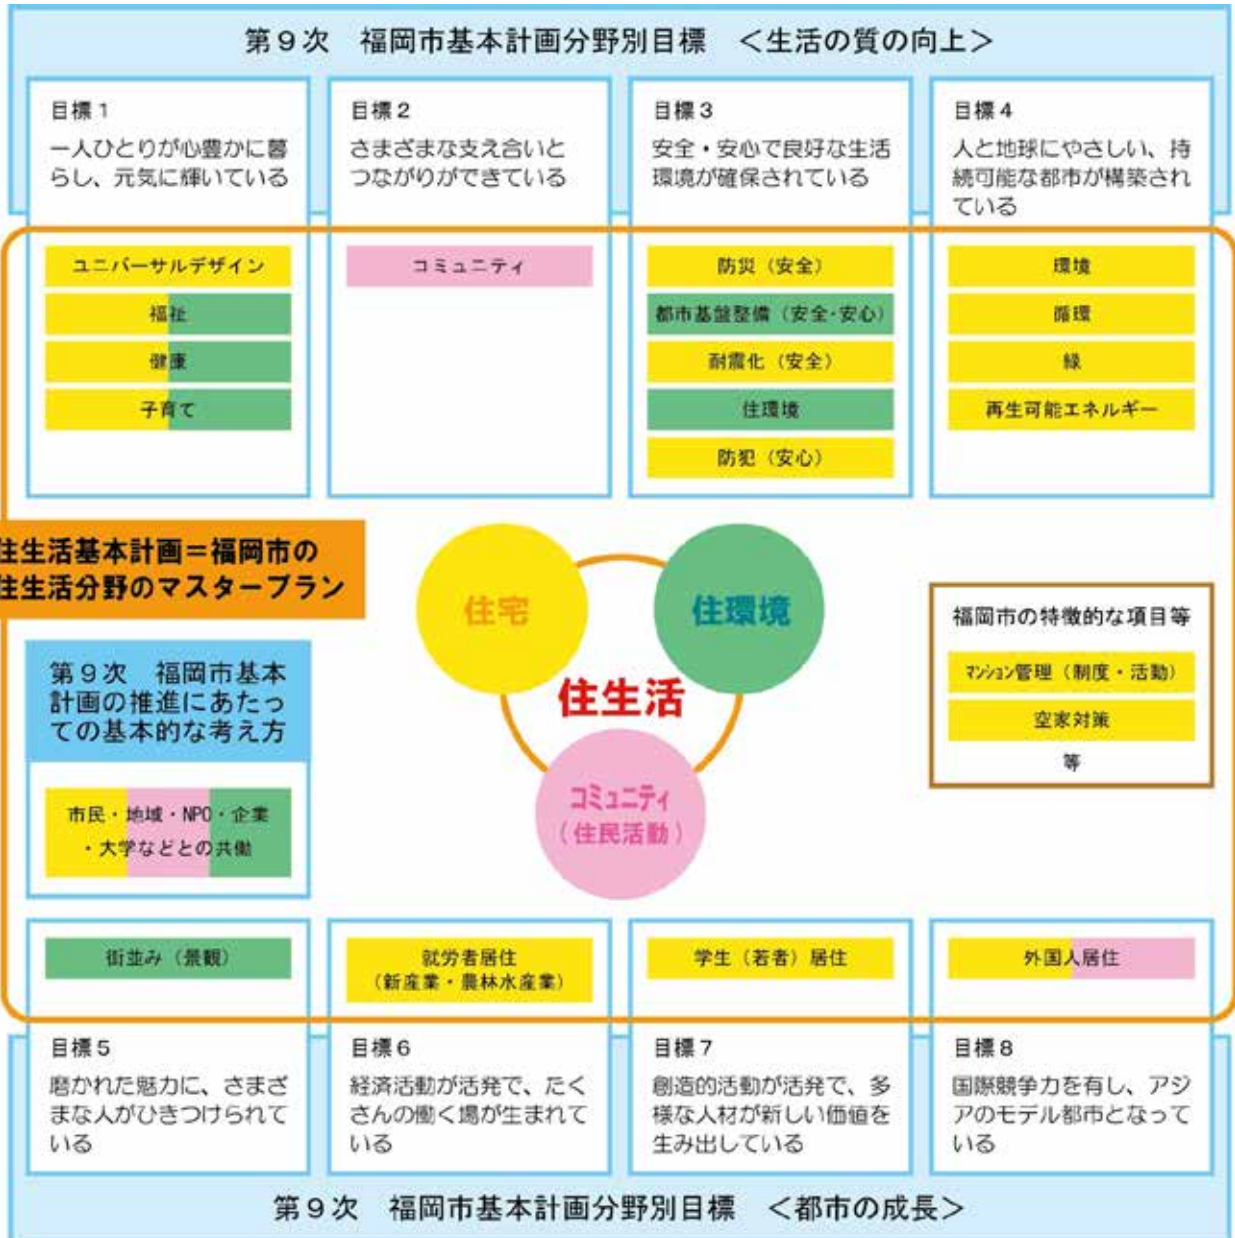 第９次　福岡市基本計画分野別目標　＜生活の質の向上＞
目標１
一人ひとりが心豊かに暮
らし、元気に輝いている
ユニバーサルデザイン
福祉
健康
子育て
目標２
さまざまな支え合いと
つながりができている
コミュニティ
目標３
安全・安心で良好な生活
環境が確保されている
防災（安全）
都市基盤整備（安全・安心）
耐震化（安全）
住環境
防犯（安心）
目標４
人と地球にやさしい、持
続可能な都市が構築され
ている
環境
循環
緑
再生可能エネルギー
住生活基本計画＝福岡市の
住生活分野のマスタープラン
住宅
住環境
住生活
コミュニティ
（住民活動）
福岡市の特徴的な項目等
マンション管理（制度・活動）
空家対策
等
第９次　福岡市基本
計画の推進にあたっ
ての基本的な考え方
市民・地域・NPO・企業
・大学などとの共働
街並み（景観）
目標５
磨かれた魅力に、さまざ
まな人がひきつけられて
いる
就労者居住
（新産業・農林水産業）
目標６
経済活動が活発で、たく
さんの働く場が生まれて
いる
学生（若者）居住
目標７
創造的活動が活発で、多
様な人材が新しい価値を
生み出している
外国人居住
目標８
国際競争力を有し、アジ
アのモデル都市となって
いる
第９次　福岡市基本計画分野別目標　＜都市の成長＞